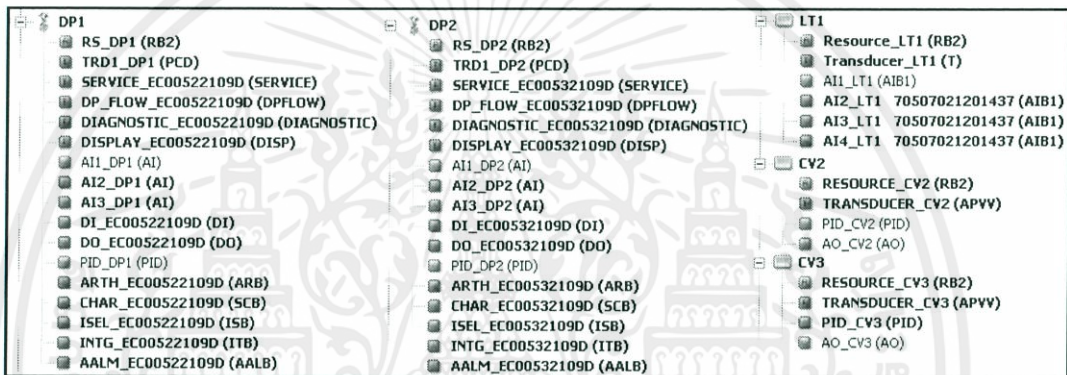 DP1
RS_DP1 (RB2)
TRD1_DP1 (PCD)
SERVICE_EC00522109D (SERVICE)
DP_FLOW_EC00522109D (DPFLOW)
DIAGNOSTIC_EC00522109D (DIAGNOSTIC)
DISPLAY_EC00522109D (DISP)
AI1_DP1 (AI)
AI2_DP1 (AI)
AI3_DP1 (AI)
DI_EC00522109D (DI)
DO_EC00522109D (DO)
PID_DP1 (PID)
ARTH_EC00522109D (ARB)
CHAR_EC00522109D (SCB)
ISEL_EC00522109D (ISB)
INTG_EC00522109D (ITB)
AALM_EC00522109D (AALB)
DP2
RS_DP2 (RB2)
TRD1_DP2 (PCD)
SERVICE_EC00532109D (SERVICE)
DP_FLOW_EC00532109D (DPFLOW)
DIAGNOSTIC_EC00532109D (DIAGNOSTIC)
DISPLAY_EC00532109D (DISP)
AI1_DP2 (AI)
AI2_DP2 (AI)
AI3_DP2 (AI)
DI_EC00532109D (DI)
DO_EC00532109D (DO)
PID_DP2 (PID)
ARTH_EC00532109D (ARB)
CHAR_EC00532109D (SCB)
ISEL_EC00532109D (ISB)
INTG_EC00532109D (ITB)
AALM_EC00532109D (AALB)
LT1
Resource_LT1 (RB2)
Transducer_LT1 (T)
AI1_LT1 (AIB1)
AI2_LT1 70507021201437 (AIB1)
AI3_LT1 70507021201437 (AIB1)
AI4_LT1 70507021201437 (AIB1)
CV2
RESOURCE_CV2 (RB2)
TRANSDUCER_CV2 (APVV)
PID_CV2 (PID)
AO_CV2 (AO)
CV3
RESOURCE_CV3 (RB2)
TRANSDUCER_CV3 (APVV)
PID_CV3 (PID)
AO_CV3 (AO)